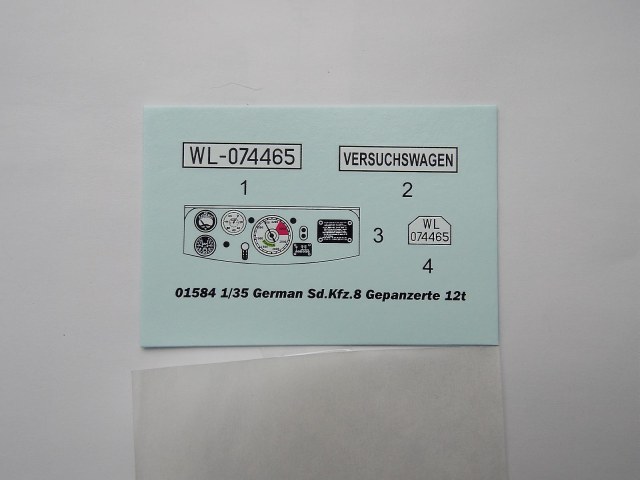 WL-074465
VERSUCHSWAGEN
1
2
3
WL
074465
4
01584 1/35 German Sd.Kfz.8 Gepanzerte 12t